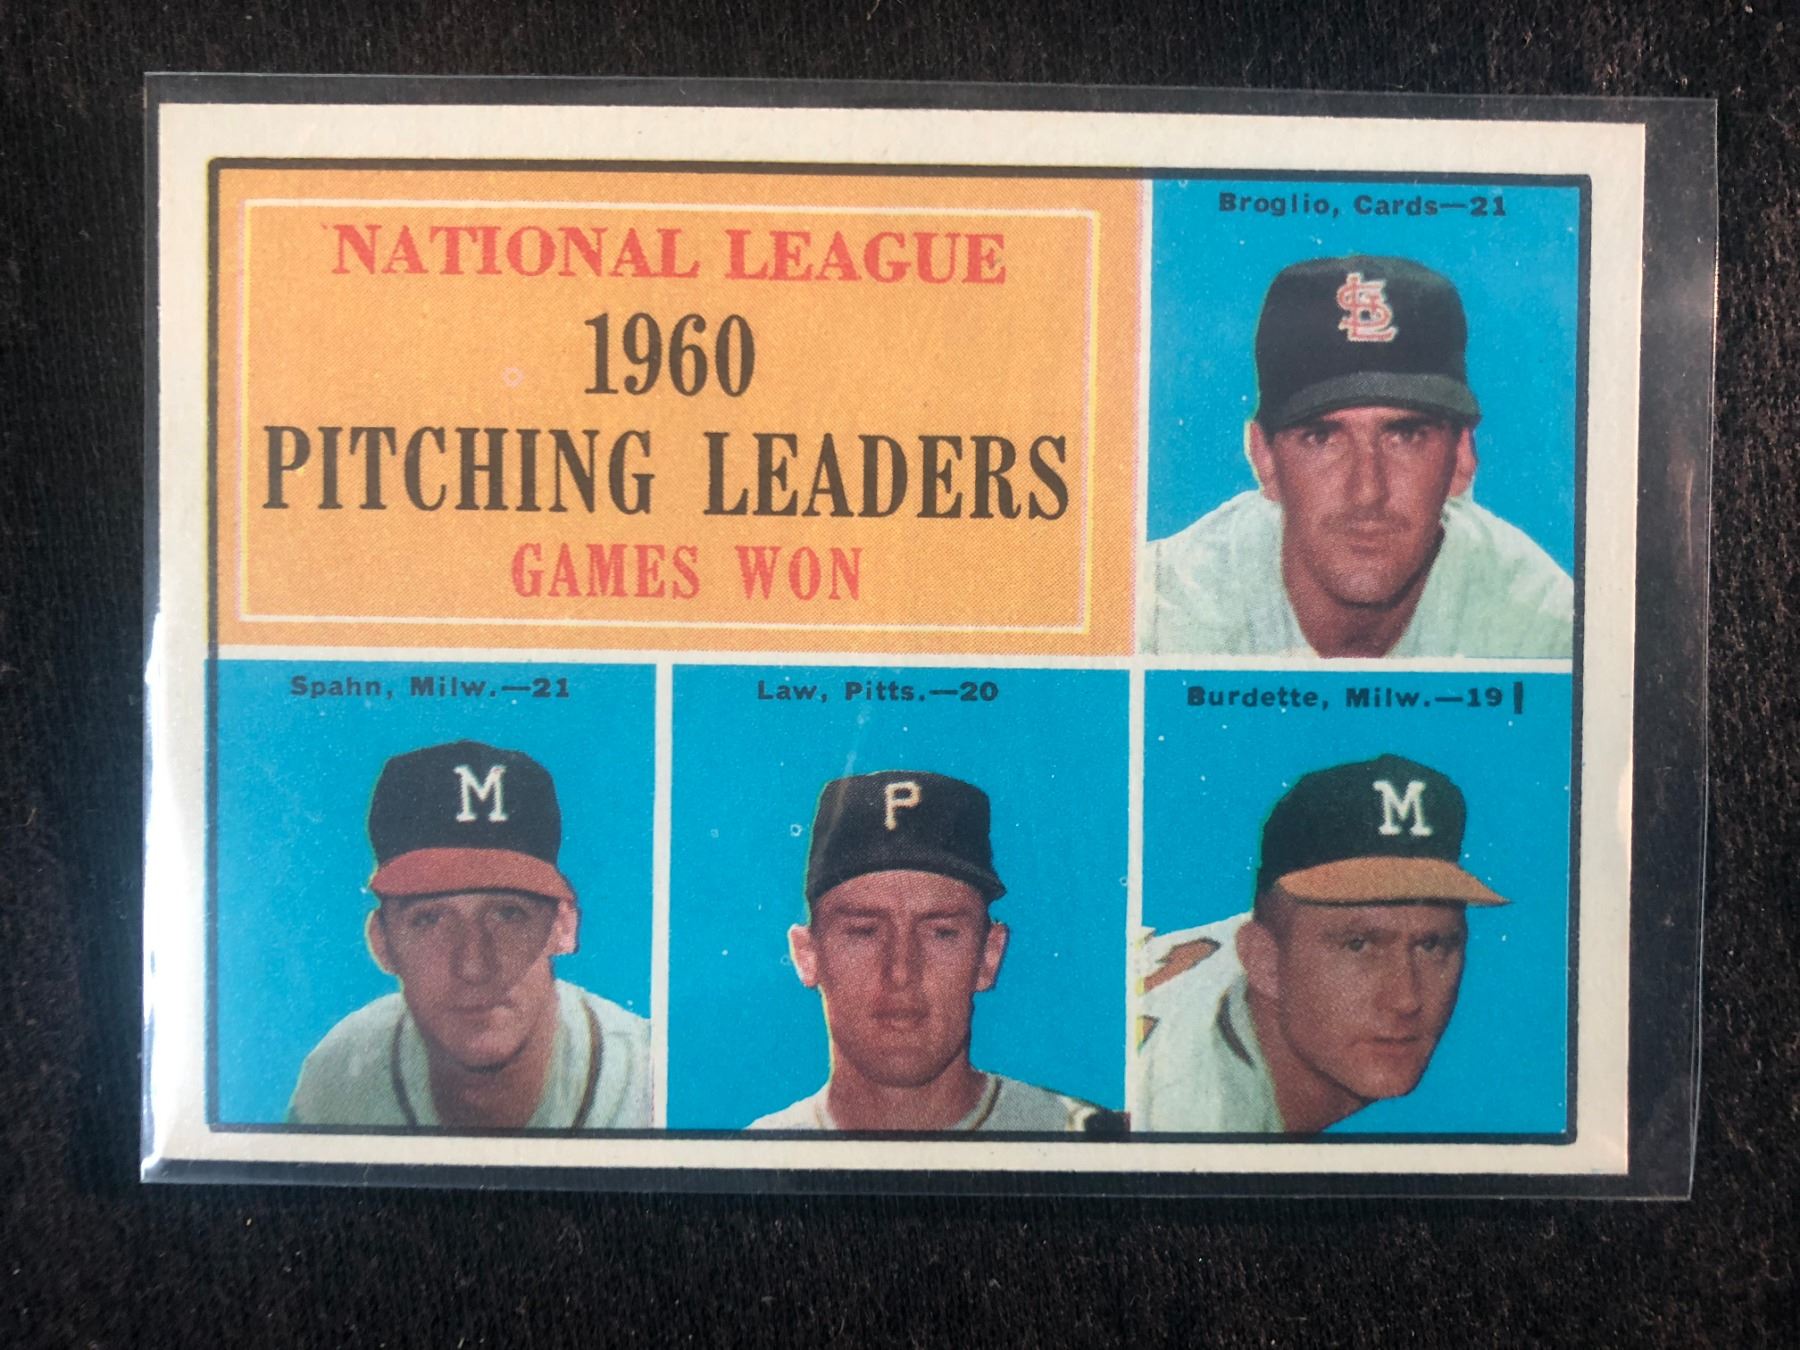 NATIONAL LEAGUE
1960
PITCHING LEADERS
GAMES WON
Broglio, Cards—21
STL
Spahn, Milw.—21
Law, Pitts.—20
Burdette, Milw.—19
M
P
M